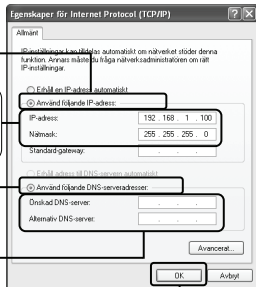 Egenskaper för Internet Protocol (TCP/IP)
Allmänt
IP-inställningar kan tilldelas automatiskt om nätverket stöder denna
funktion. Annars måste du fråga nätverksadministratören om rätt
IP-inställningar.
Erhåll en IP-adress automatiskt
Använd följande IP-adress:
IP-adress: 192 . 168 . 1 . 100
Nätmask: 255 . 255 . 255 . 0
Standard-gateway:
Erhåll adress till DNS-servern automatiskt
Använd följande DNS-serveradresser:
Önskad DNS-server:
Alternativ DNS-server:
Avancerat...
OK Avbryt